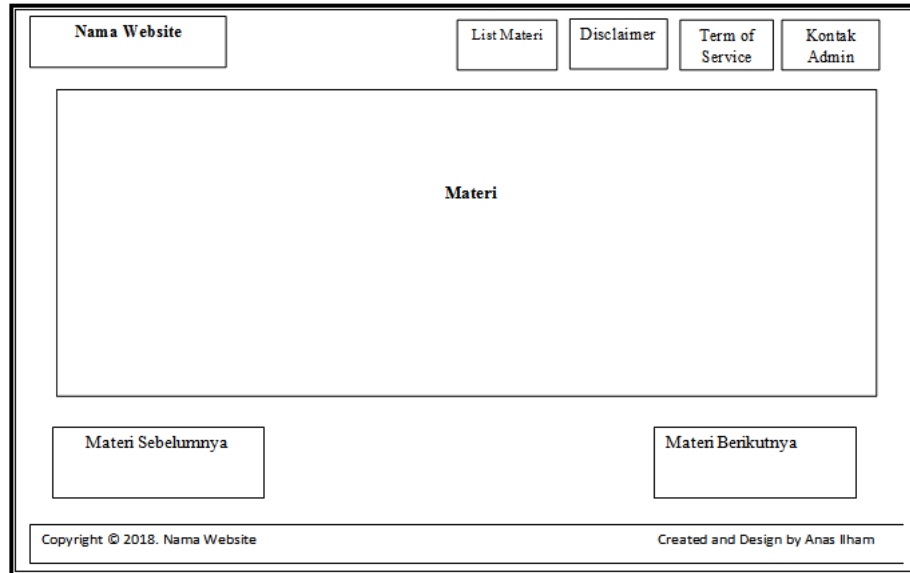 Nama Website
List Materi
Disclaimer
Term of
Service
Kontak
Admin
Materi
Materi Sebelumnya
Materi Berikutnya
Copyright © 2018. Nama Website
Created and Design by Anas Ilham